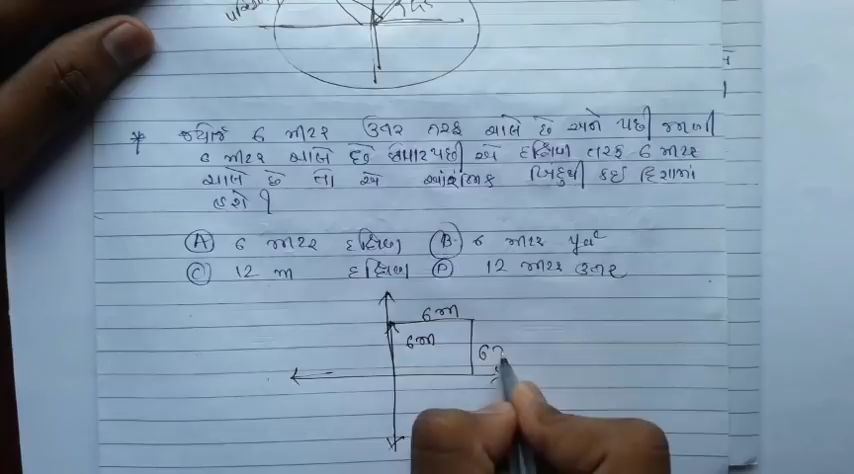 * જયારે 6 મીટર ઉત્તર તરફ ચાલે છે અને પછી જમણી
6 મીટર ચાલે છે ત્યારપછી એ દક્ષિણ તરફ 6 મીટર
ચાલે છે તો એ બિંદુથી કઈ દિશામાં
હશે ?
(A) 6 મીટર દક્ષિણ (B) 6 મીટર પૂર્વ
(C) 12 m દક્ષિણ (D) 12 મીટર ઉત્તર
6મી
6મી
6